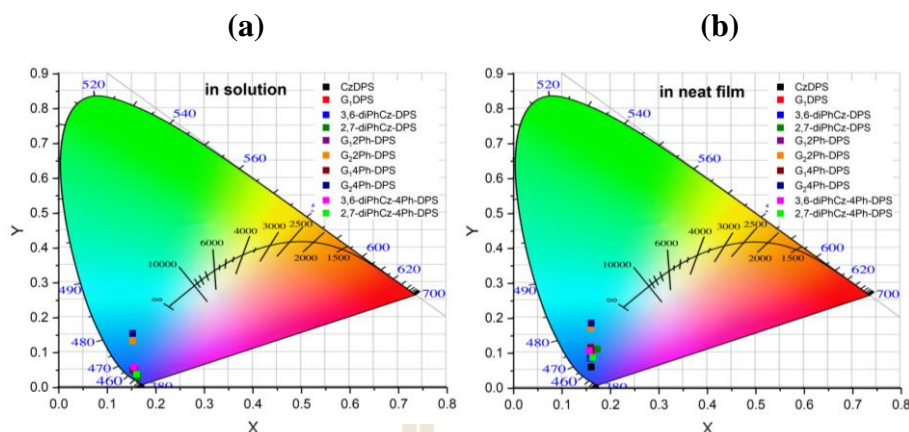 (a)
(b)
in solution
CzDPS
G₁DPS
3,6-diPhCz-DPS
2,7-diPhCz-DPS
G₁2Ph-DPS
G₂2Ph-DPS
G₁4Ph-DPS
G₂4Ph-DPS
3,6-diPhCz-4Ph-DPS
2,7-diPhCz-4Ph-DPS
0.9
0.8
0.7
0.6
0.5
0.4
0.3
0.2
0.1
0.0
Y
520
540
560
600
620
700
490
480
470
460
10000
6000
4000
3000
2500
2000
1500
∞
0.0 0.1 0.2 0.3 0.4 0.5 0.6 0.7 0.8
X
in neat film
CzDPS
G₁DPS
3,6-diPhCz-DPS
2,7-diPhCz-DPS
G₁2Ph-DPS
G₂2Ph-DPS
G₁4Ph-DPS
G₂4Ph-DPS
3,6-diPhCz-4Ph-DPS
2,7-diPhCz-4Ph-DPS
0.9
0.8
0.7
0.6
0.5
0.4
0.3
0.2
0.1
0.0
Y
520
540
560
600
620
700
490
480
470
460
10000
6000
4000
3000
2500
2000
1500
∞
0.0 0.1 0.2 0.3 0.4 0.5 0.6 0.7 0.8
X